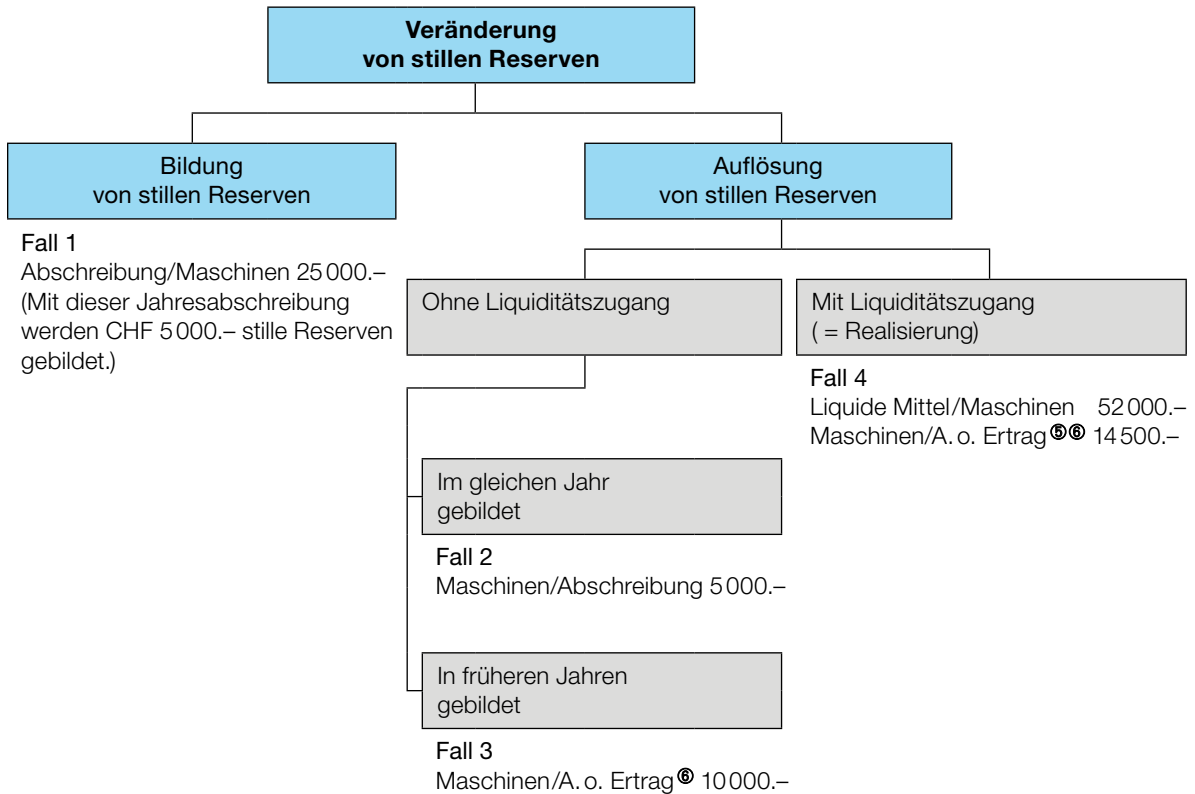 Veränderung
von stillen Reserven
Bildung
von stillen Reserven
Auflösung
von stillen Reserven
Fall 1
Abschreibung/Maschinen 25 000.–
(Mit dieser Jahresabschreibung
werden CHF 5 000.– stille Reserven
gebildet.)
Ohne Liquiditätszugang
Mit Liquiditätszugang
( = Realisierung)
Fall 4
Liquide Mittel/Maschinen 52 000.–
Maschinen/A. o. Ertrag ⑤⑥ 14 500.–
Im gleichen Jahr
gebildet
Fall 2
Maschinen/Abschreibung 5 000.–
In früheren Jahren
gebildet
Fall 3
Maschinen/A. o. Ertrag ⑥ 10 000.–